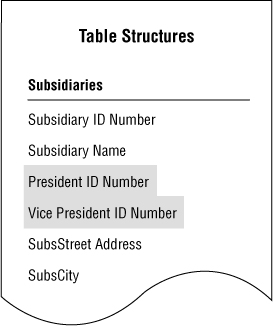 Table Structures
Subsidiaries
Subsidiary ID Number
Subsidiary Name
President ID Number
Vice President ID Number
SubsStreet Address
SubsCity